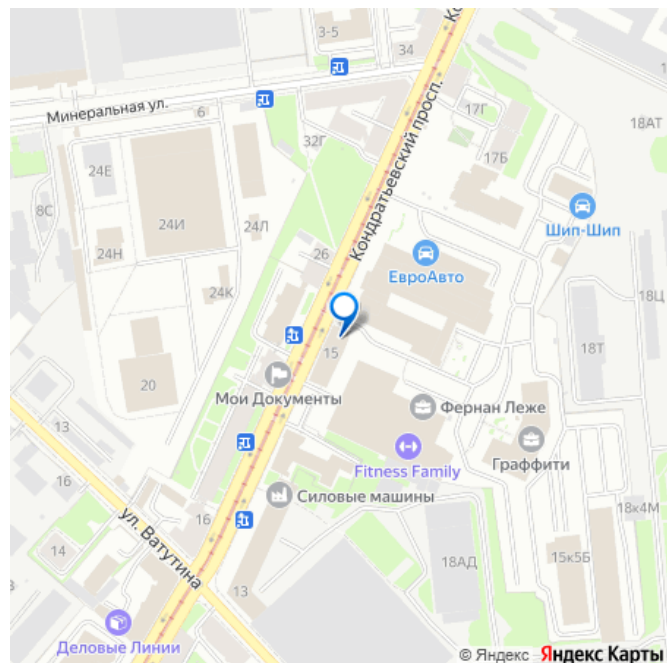 3-5
34
Минеральная ул.
6
17Г
18АТ
32Г
17Б
24Е
24И
8С
24Л
24Н
26
Кондратьевский просп.
Шип-Шип
ЕвроАвто
24К
18Ц
15
18Т
20
Мои Документы
Фернан Леже
13
Fitness Family
Граффити
16
Силовые машины
18к4М
ул. Ватутина
16
14
18АД
15к5Б
13
Деловые Линии
© Яндекс Яндекс Карты